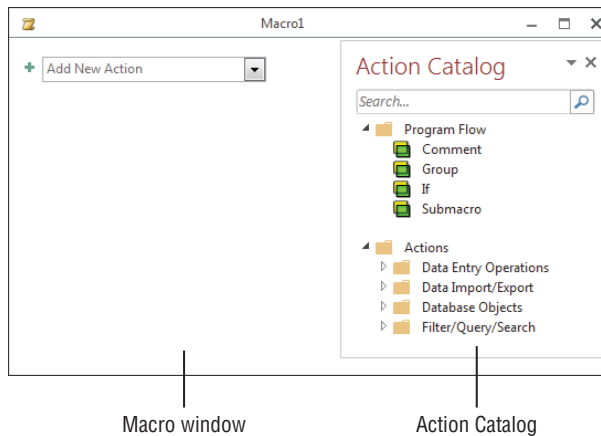 Macro1
Add New Action
Action Catalog
Search...
Program Flow
Comment
Group
If
Submacro
Actions
Data Entry Operations
Data Import/Export
Database Objects
Filter/Query/Search
Macro window
Action Catalog